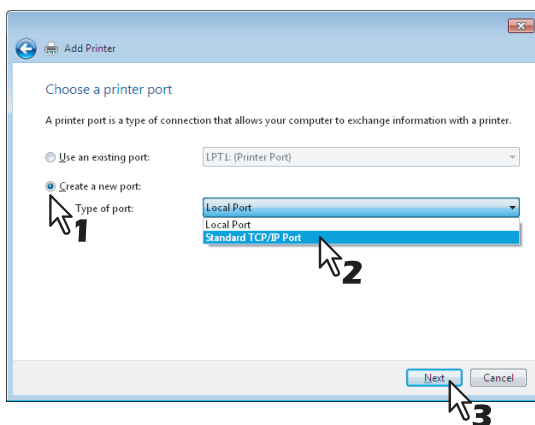 Add Printer
Choose a printer port
A printer port is a type of connection that allows your computer to exchange information with a printer.
Use an existing port: LPT1: (Printer Port)
Create a new port:
1
Type of port: Local Port
Local Port
Standard TCP/IP Port
2
Next Cancel
3